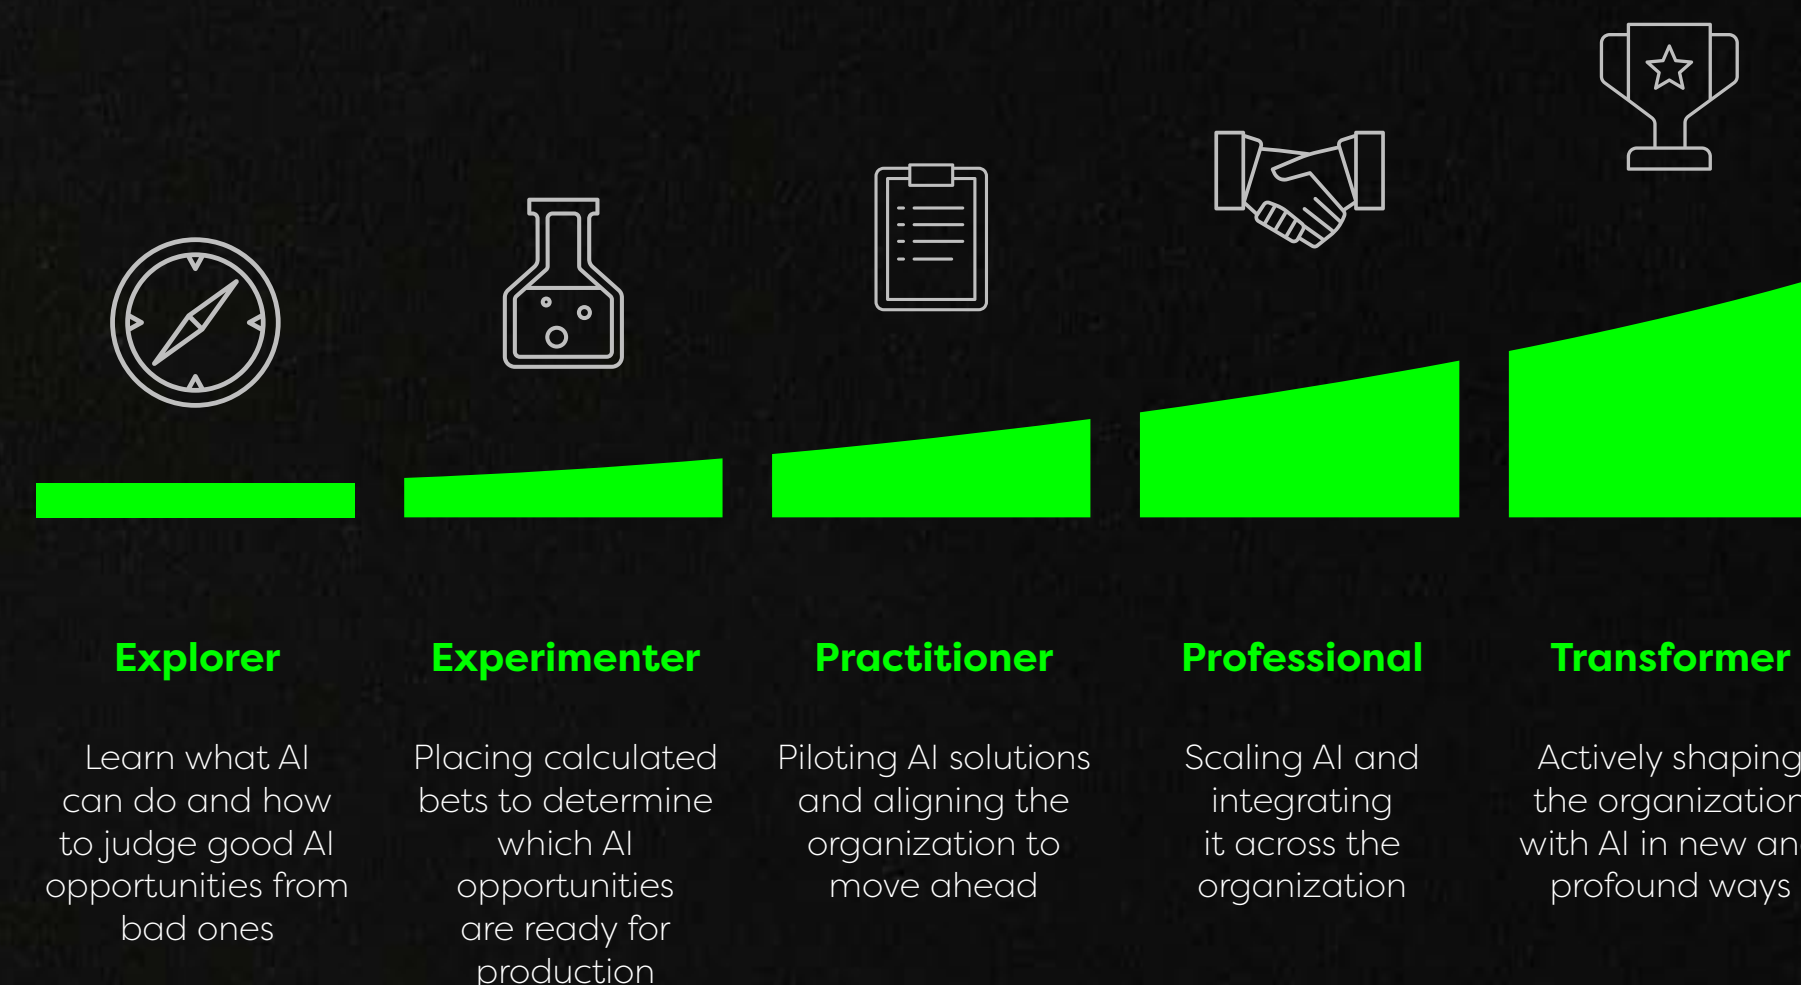 Explorer
Learn what AI
can do and how
to judge good AI
opportunities from
bad ones
Experimenter
Placing calculated
bets to determine
which AI
opportunities
are ready for
production
Practitioner
Piloting AI solutions
and aligning the
organization to
move ahead
Professional
Scaling AI and
integrating
it across the
organization
Transformer
Actively shaping
the organization
with AI in new and
profound ways